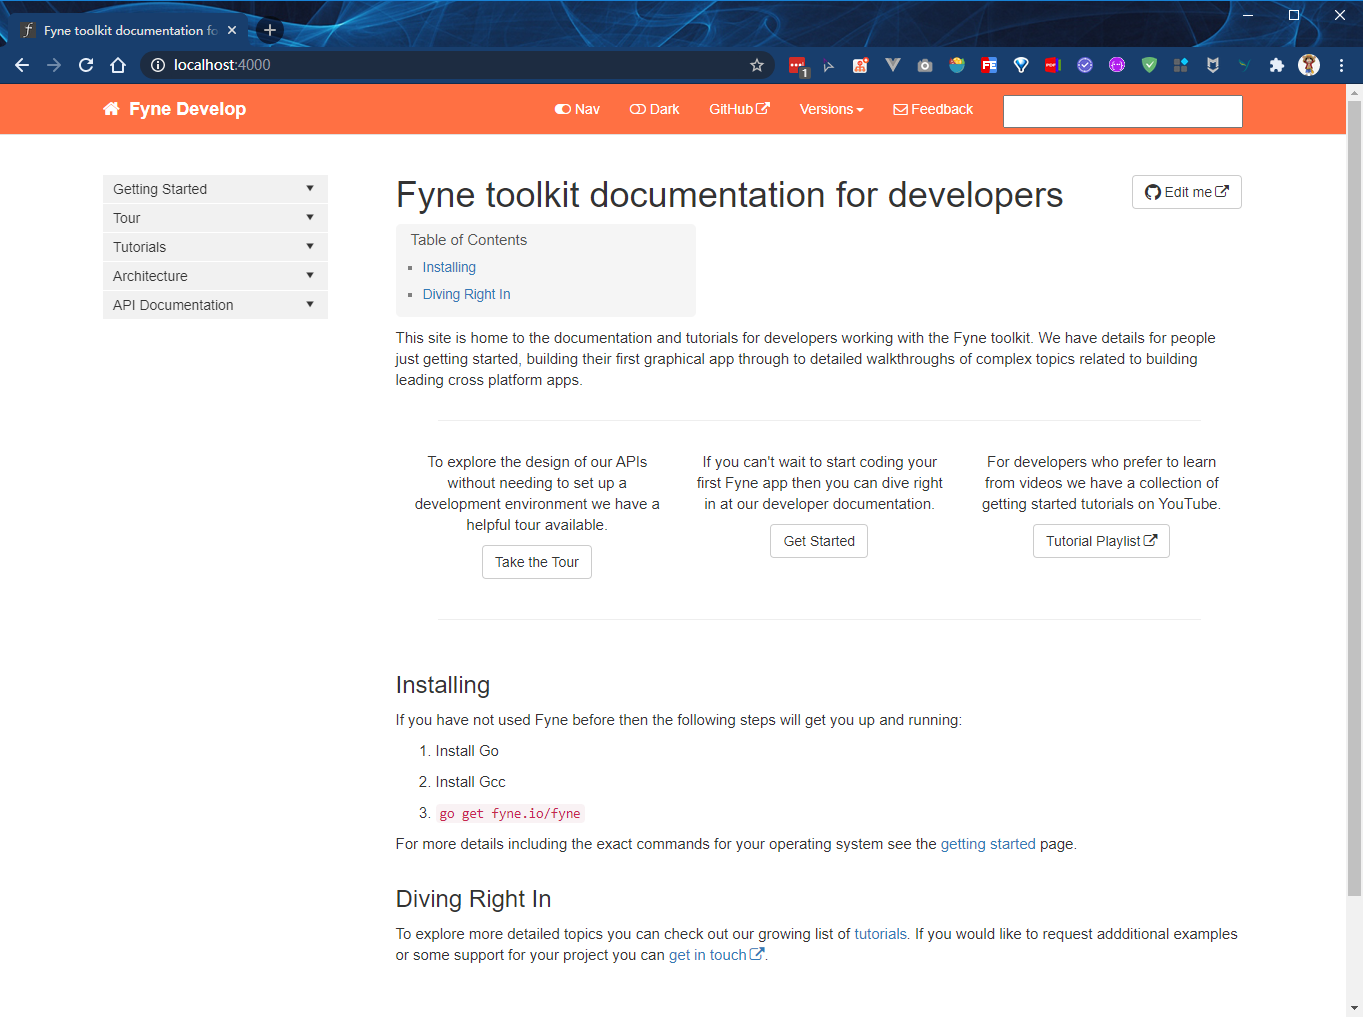 Fyne toolkit documentation fo
localhost:4000
1
Fyne Develop
Nav
Dark
GitHub
Versions
Feedback
Getting Started
Tour
Tutorials
Architecture
API Documentation
Fyne toolkit documentation for developers
Edit me
Table of Contents
Installing
Diving Right In
This site is home to the documentation and tutorials for developers working with the Fyne toolkit. We have details for people
just getting started, building their first graphical app through to detailed walkthroughs of complex topics related to building
leading cross platform apps.
To explore the design of our APIs
without needing to set up a
development environment we have a
helpful tour available.
Take the Tour
If you can't wait to start coding your
first Fyne app then you can dive right
in at our developer documentation.
Get Started
For developers who prefer to learn
from videos we have a collection of
getting started tutorials on YouTube.
Tutorial Playlist
Installing
If you have not used Fyne before then the following steps will get you up and running:
1. Install Go
2. Install Gcc
3. go get fyne.io/fyne
For more details including the exact commands for your operating system see the getting started page.
Diving Right In
To explore more detailed topics you can check out our growing list of tutorials. If you would like to request addditional examples
or some support for your project you can get in touch.